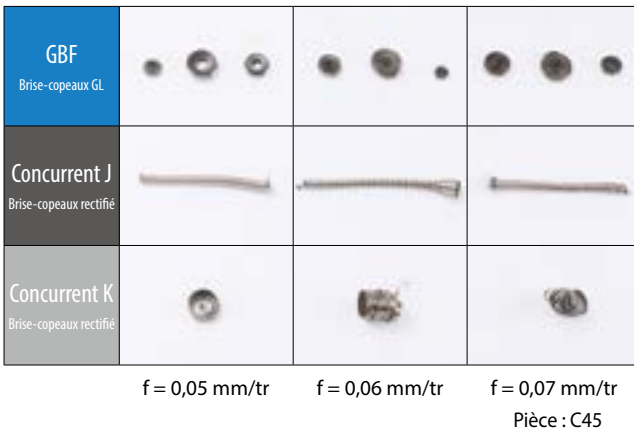 GBF
Brise-copeaux GL
Concurrent J
Brise-copeaux rectifié
Concurrent K
Brise-copeaux rectifié
f = 0,05 mm/tr
f = 0,06 mm/tr
f = 0,07 mm/tr
Pièce : C45